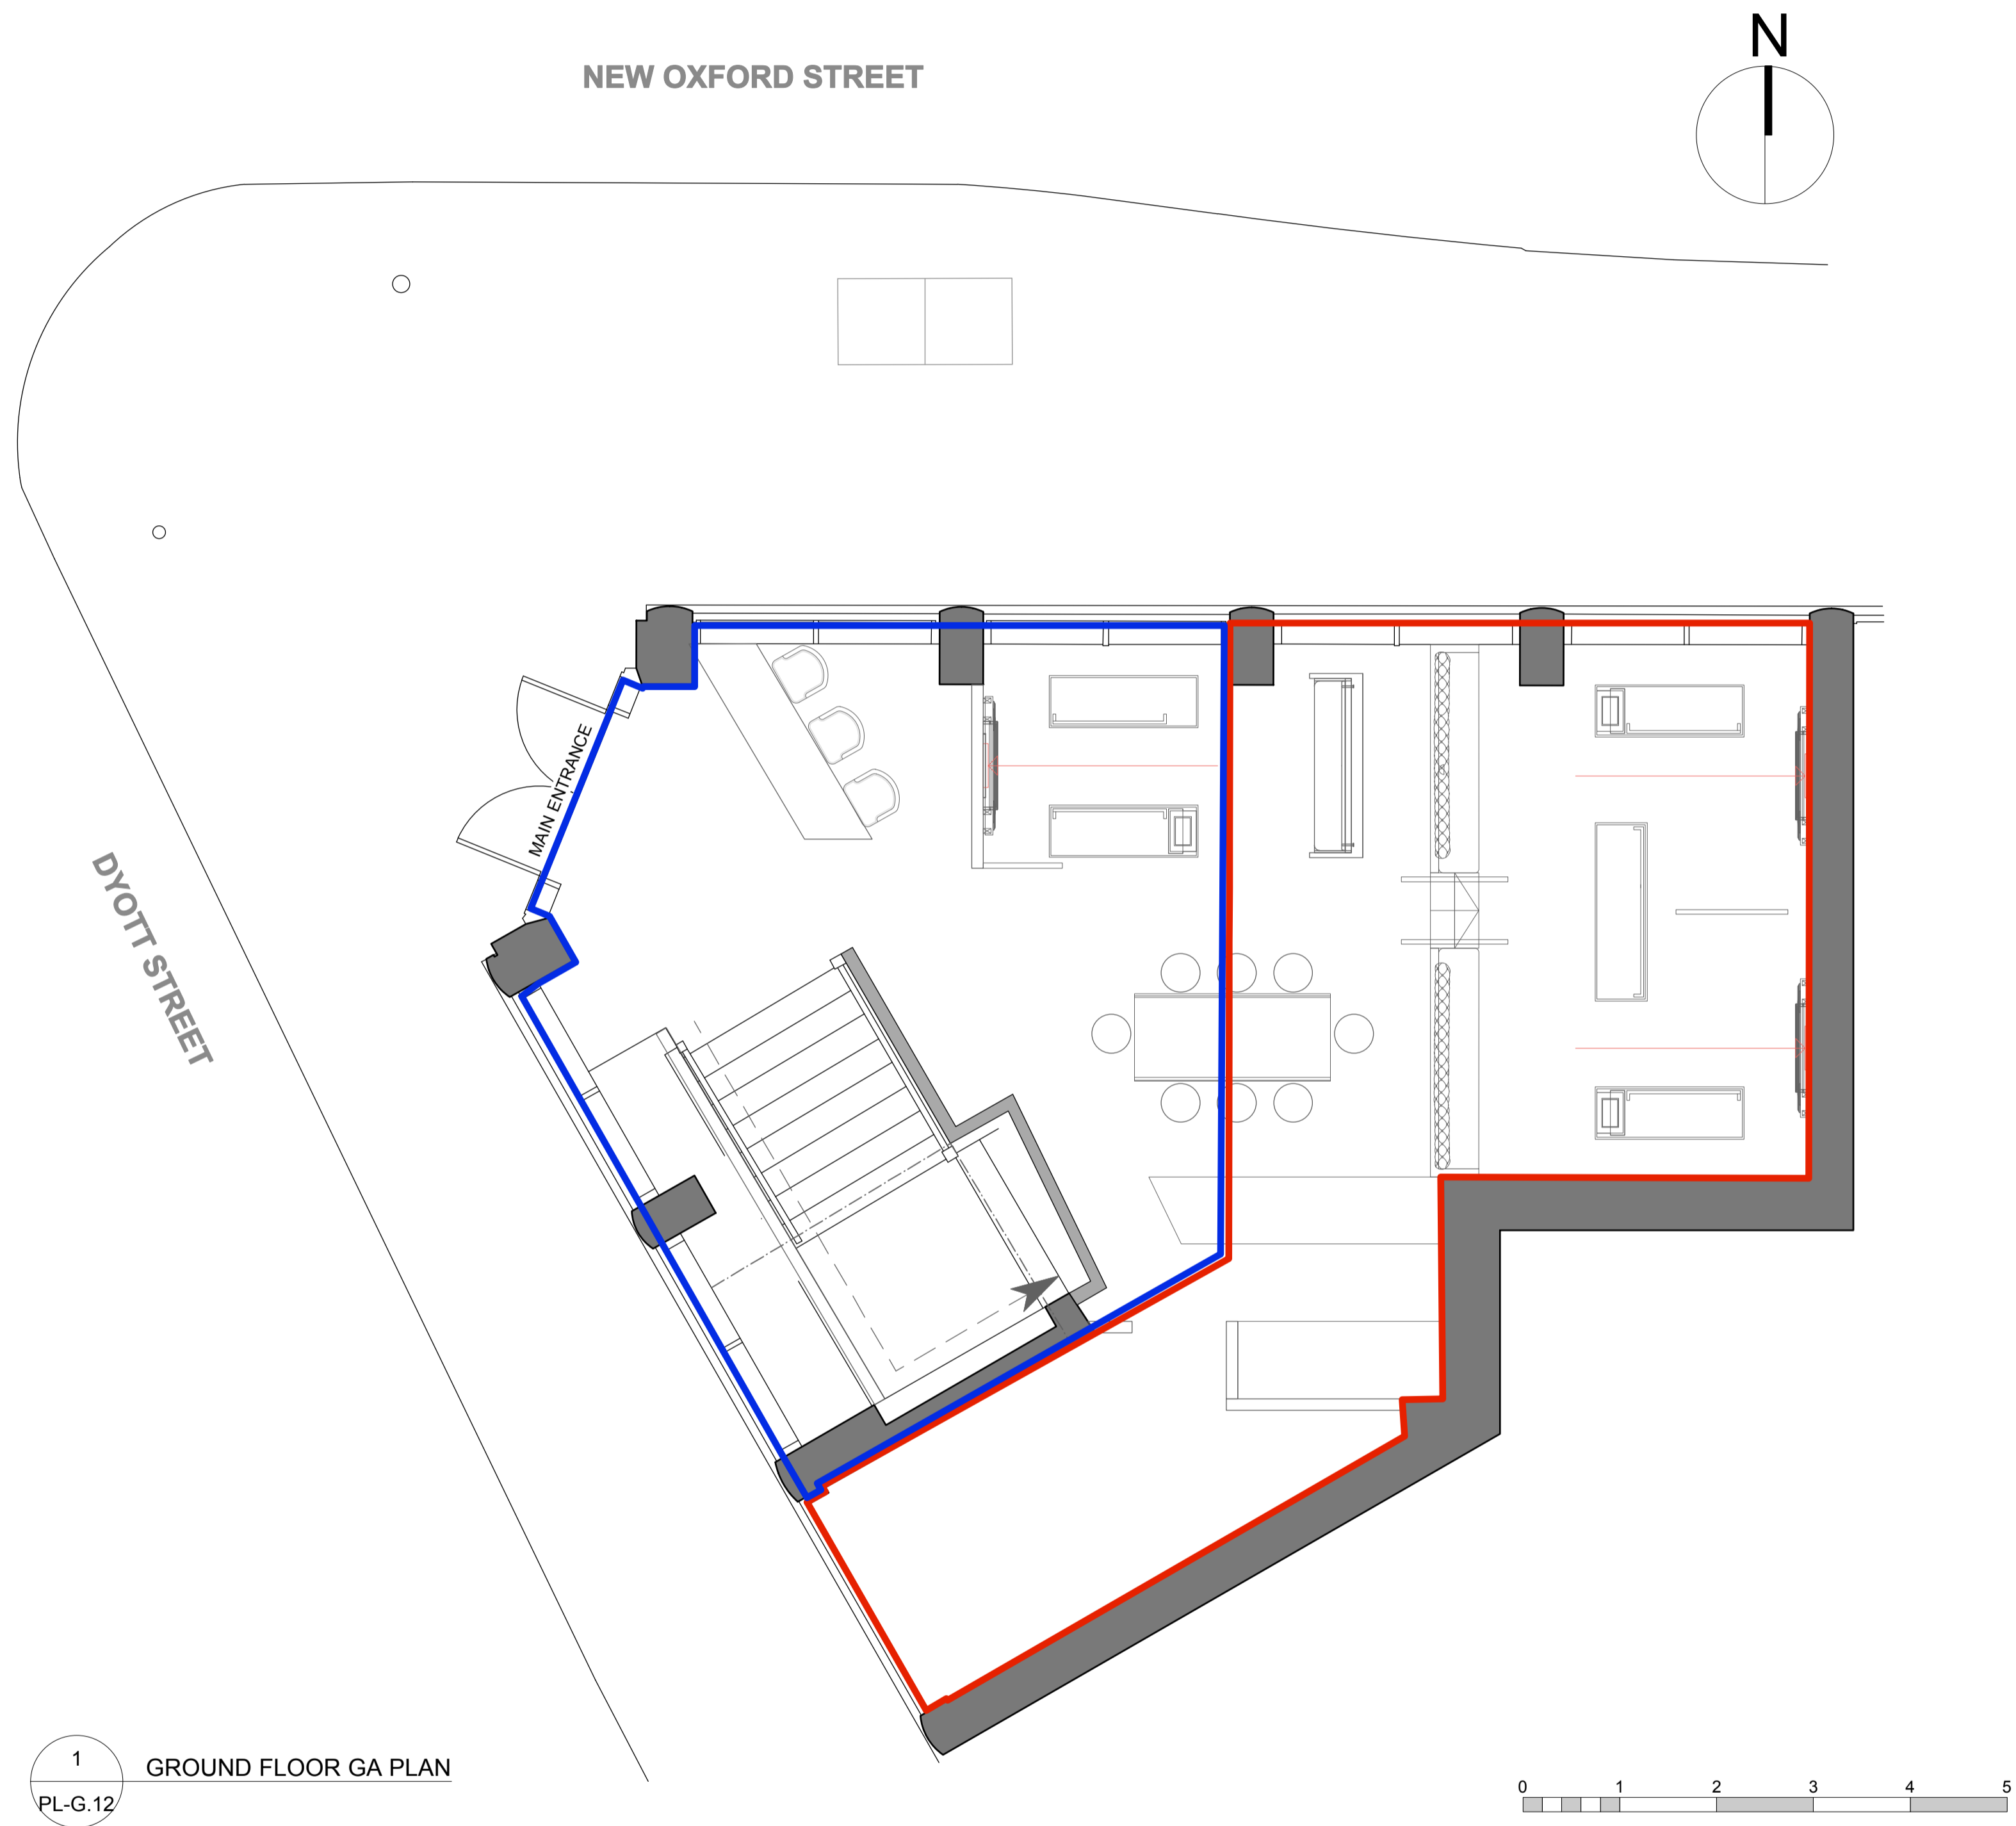 N
NEW OXFORD STREET
MAIN ENTRANCE
DYOTT STREET
1
GROUND FLOOR GA PLAN
PL-G.12
0 1 2 3 4 5